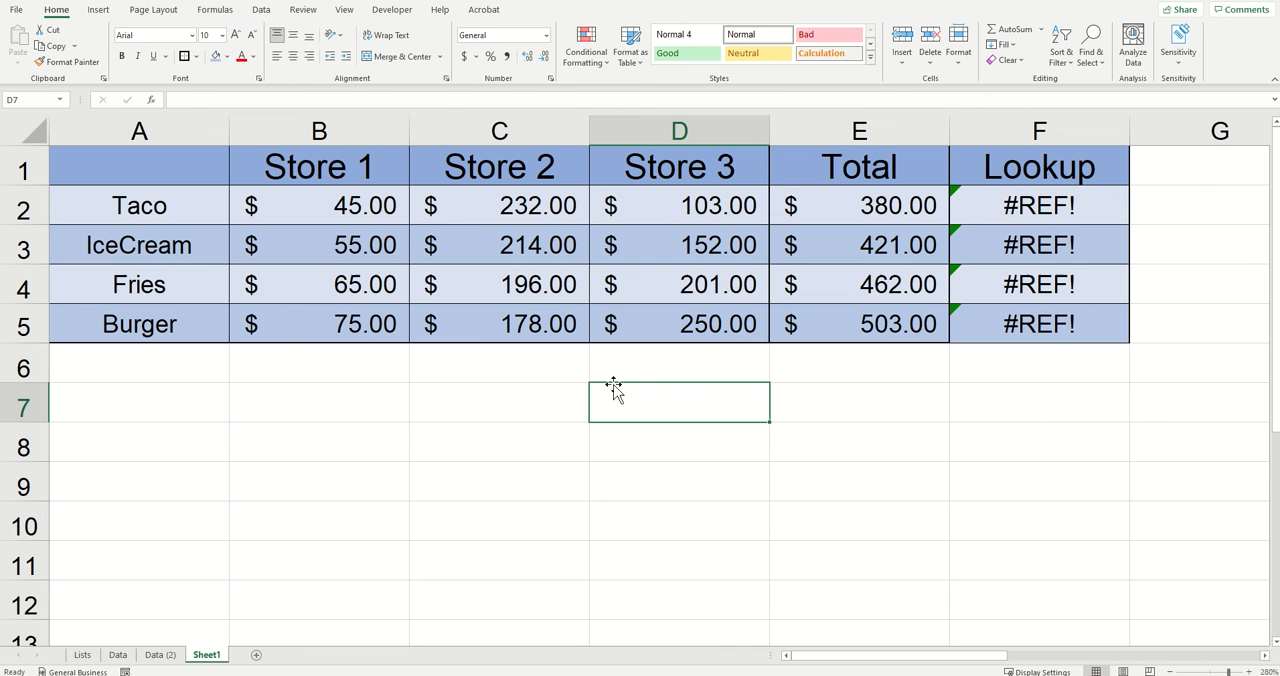 File Home Insert Page Layout Formulas Data Review View Developer Help Acrobat Share Comments
Paste Cut Copy Format Painter Clipboard
Arial 10 A A B I U A Font
Wrap Text Merge & Center Alignment
General $ % , Number
Conditional Formatting Format as Table Normal 4 Normal Bad Good Neutral Calculation Styles
Insert Delete Format Cells
AutoSum Fill Clear Sort & Filter Find & Select Editing
Analyze Data Analysis
Sensitivity Sensitivity
D7 fx
A B C D E F G
1 Store 1 Store 2 Store 3 Total Lookup
2 Taco $ 45.00 $ 232.00 $ 103.00 $ 380.00 #REF!
3 IceCream $ 55.00 $ 214.00 $ 152.00 $ 421.00 #REF!
4 Fries $ 65.00 $ 196.00 $ 201.00 $ 462.00 #REF!
5 Burger $ 75.00 $ 178.00 $ 250.00 $ 503.00 #REF!
6
7
8
9
10
11
12
13
Lists Data Data (2) Sheet1
Ready General Business Display Settings 280%